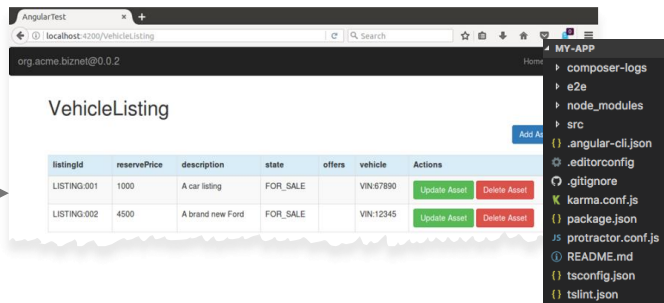 AngularTest
localhost:4200/VehicleListing
Search
org.acme.biznet@0.0.2
Home
VehicleListing
Add As
listingId reservePrice description state offers vehicle Actions
LISTING:001 1000 A car listing FOR_SALE VIN:67890 Update Asset Delete Asset
LISTING:002 4500 A brand new Ford FOR_SALE VIN:12345 Update Asset Delete Asset
MY-APP
composer-logs
e2e
node_modules
src
{} .angular-cli.json
.editorconfig
.gitignore
K karma.conf.js
{} package.json
JS protractor.conf.js
README.md
{} tsconfig.json
{} tslint.json